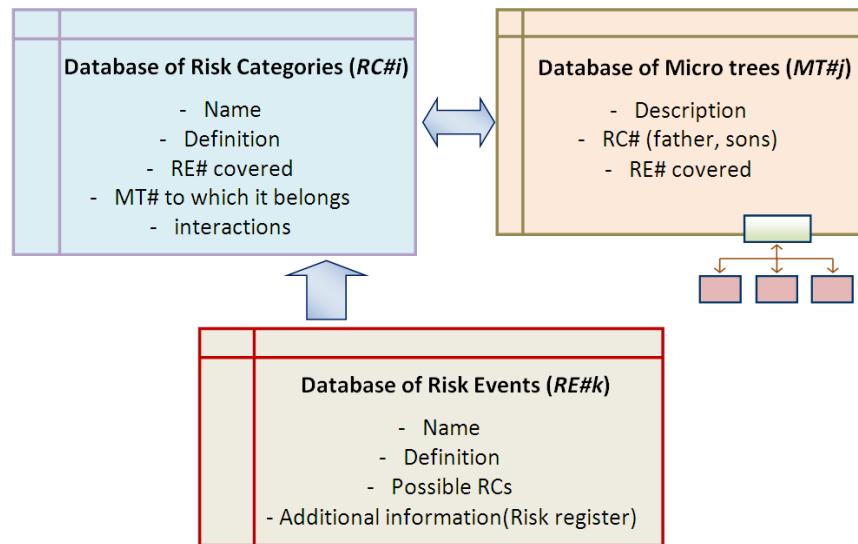 Database of Risk Categories (RC#i)
- Name
- Definition
- RE# covered
- MT# to which it belongs
- interactions
Database of Micro trees (MT#j)
- Description
- RC# (father, sons)
- RE# covered
Database of Risk Events (RE#k)
- Name
- Definition
- Possible RCs
- Additional information(Risk register)